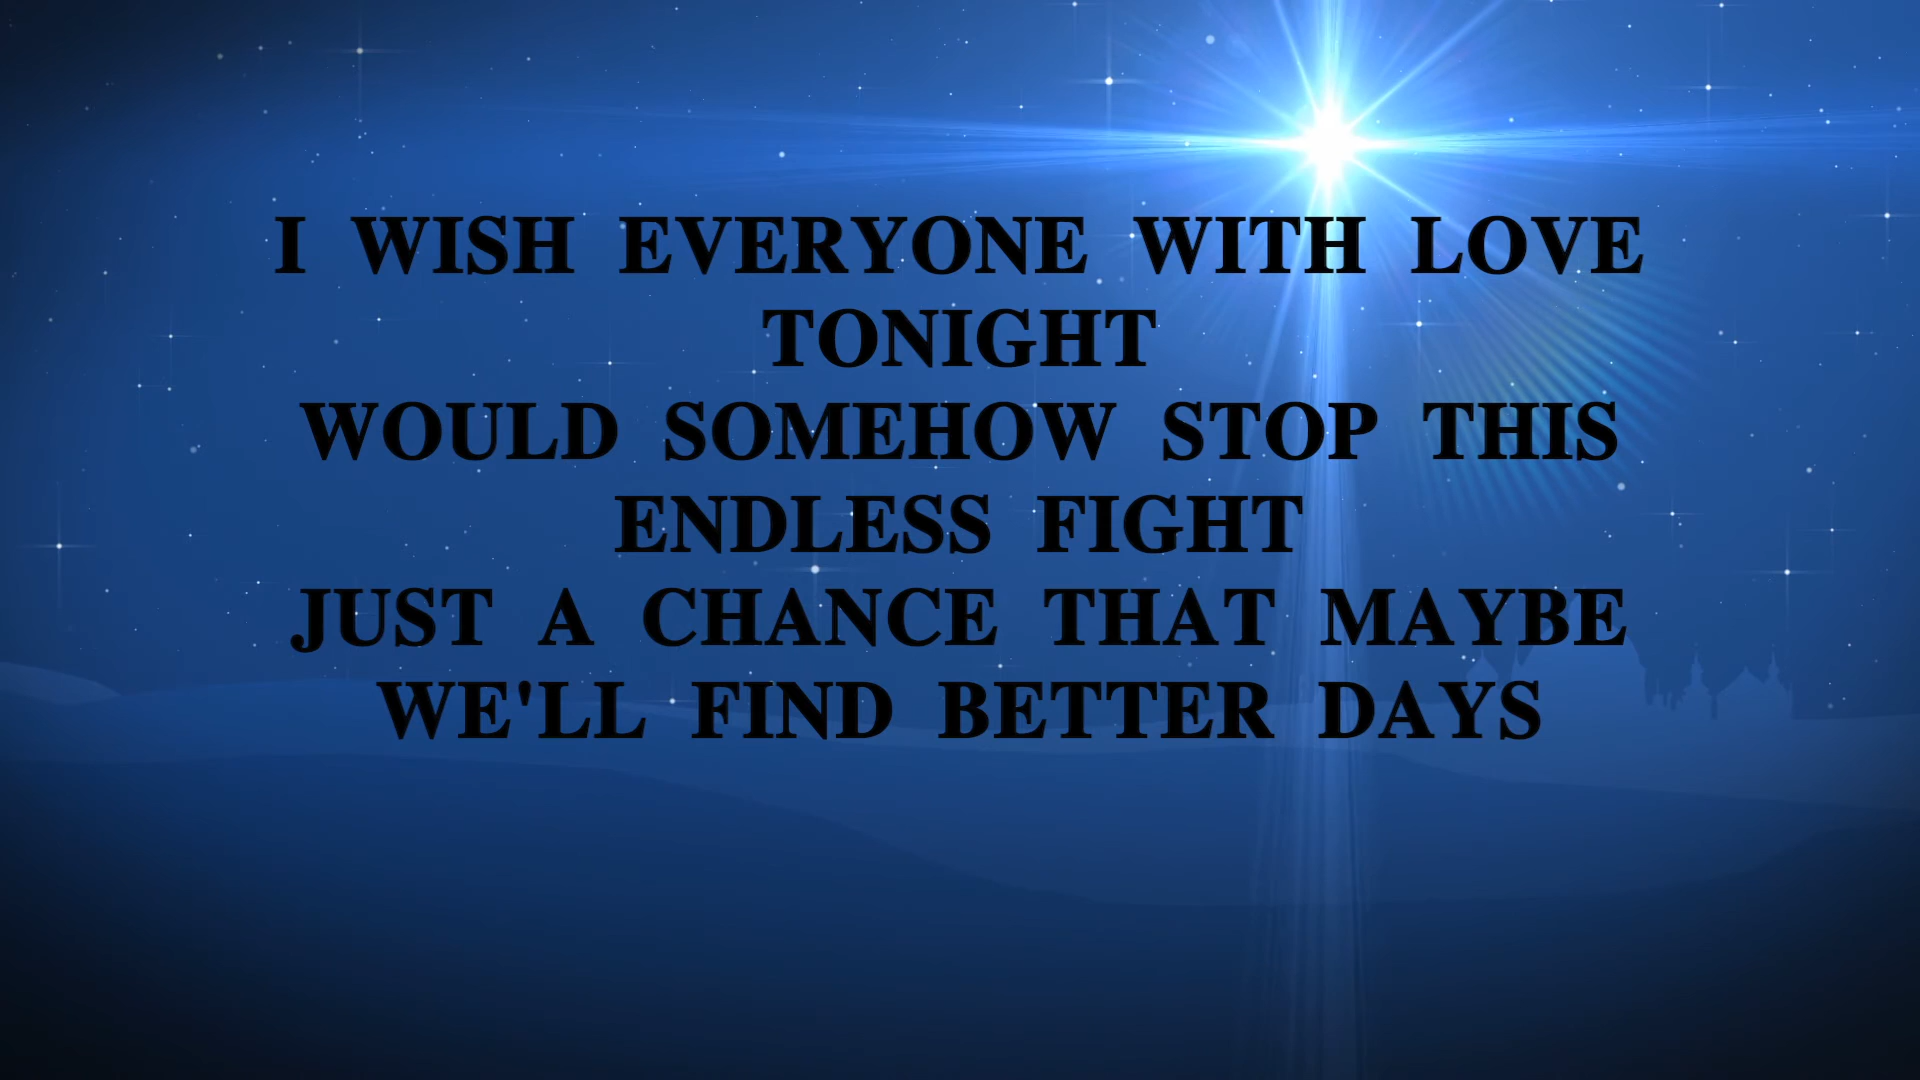 I WISH EVERYONE WITH LOVE
TONIGHT
WOULD SOMEHOW STOP THIS
ENDLESS FIGHT
JUST A CHANCE THAT MAYBE
WE'LL FIND BETTER DAYS